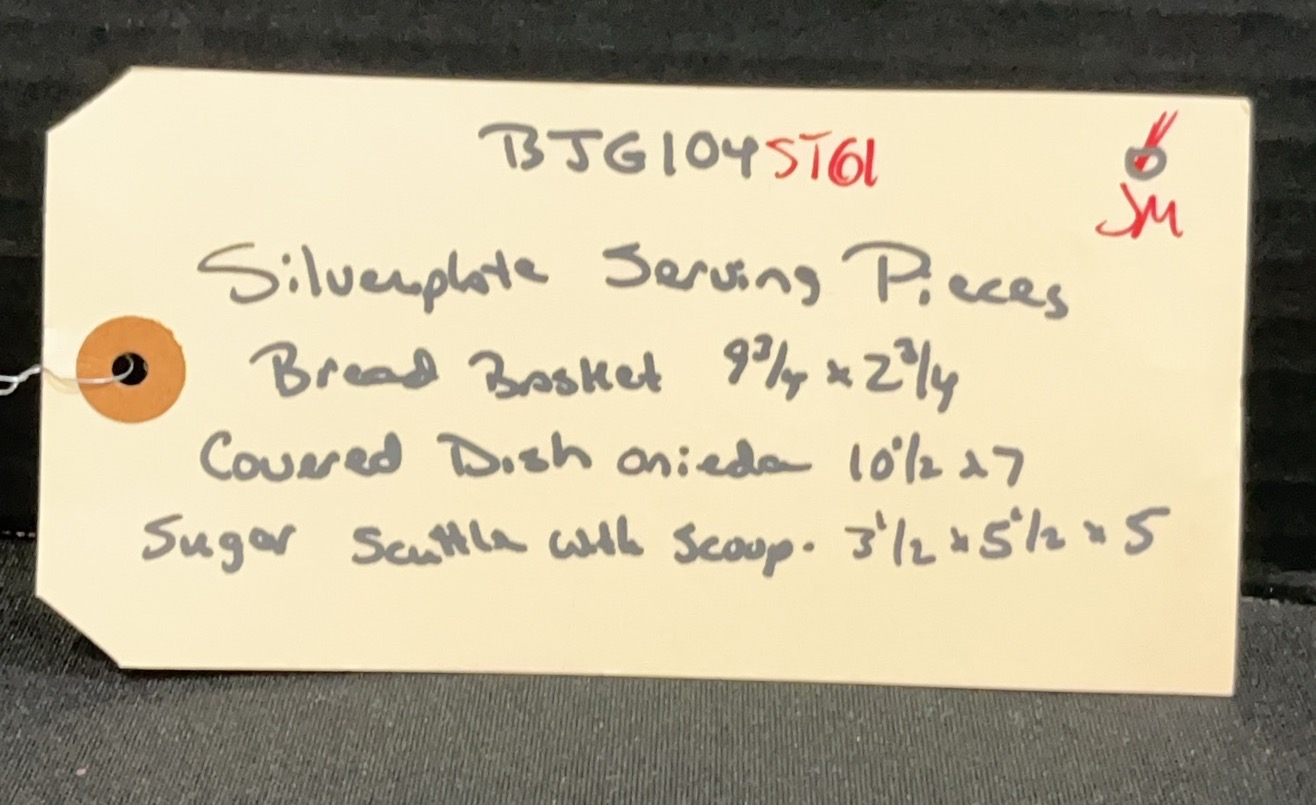 BJG104ST61
JM
Silverplate Serving Pieces
Bread Basket 9 3/4 x 2 3/4
Covered Dish onieda 10 1/2 x 7
Sugar Scuttle with Scoop. 3 1/2 x 5 1/2 x 5